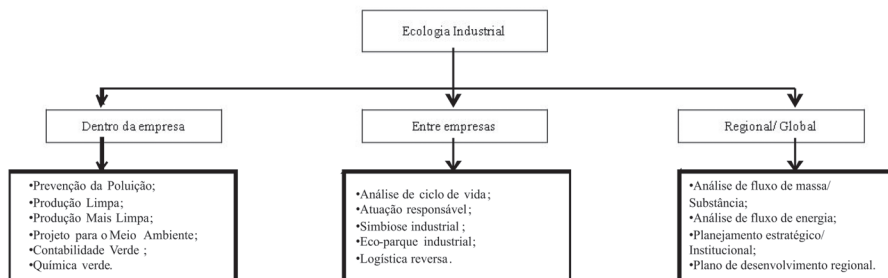 Ecologia Industrial
Dentro da empresa
Entre empresas
Regional/ Global
•Prevenção da Poluição;
•Produção Limpa;
•Produção Mais Limpa;
•Projeto para o Meio Ambiente;
•Contabilidade Verde ;
•Química verde.
•Análise de ciclo de vida;
•Atuação responsável;
•Simbiose industrial ;
•Eco-parque industrial;
•Logística reversa .
•Análise de fluxo de massa/
Substância;
•Análise de fluxo de energia;
•Planejamento estratégico/
Institucional;
•Plano de desenvolvimento regional.